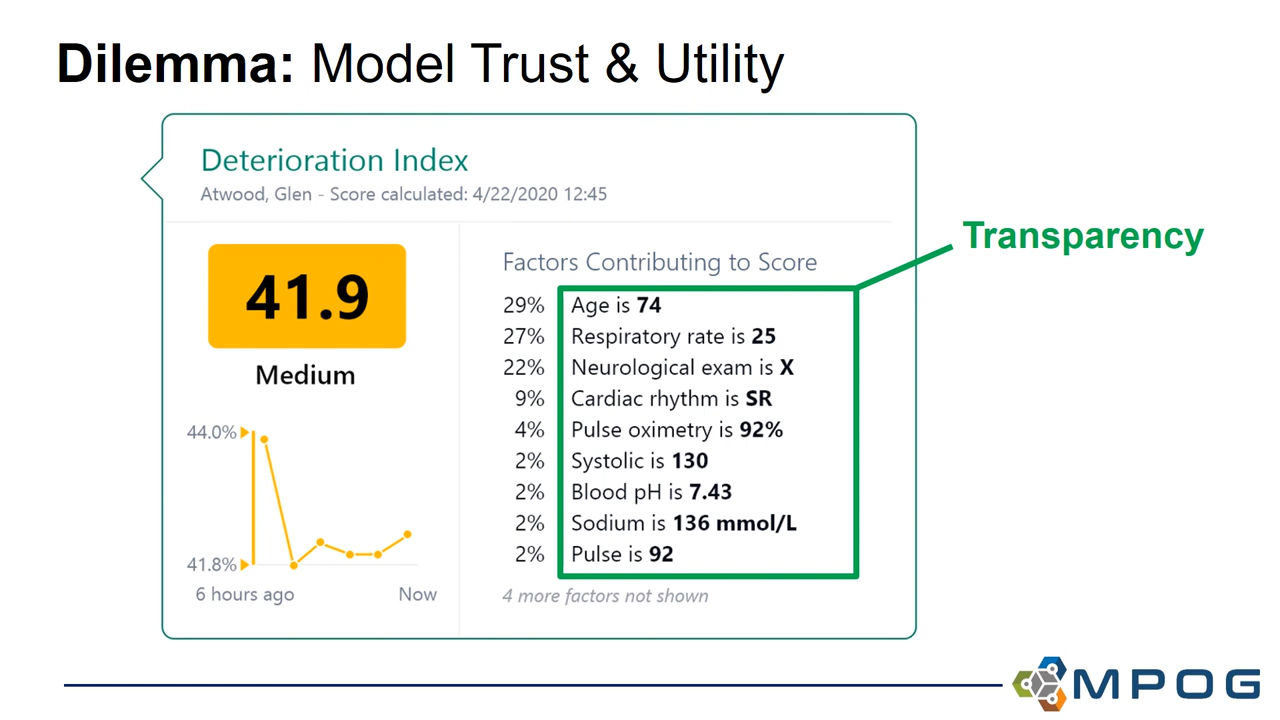 Dilemma: Model Trust & Utility
Deterioration Index
Atwood, Glen - Score calculated: 4/22/2020 12:45
41.9
Medium
44.0%
41.8%
6 hours ago Now
Factors Contributing to Score
29% Age is 74
27% Respiratory rate is 25
22% Neurological exam is X
9% Cardiac rhythm is SR
4% Pulse oximetry is 92%
2% Systolic is 130
2% Blood pH is 7.43
2% Sodium is 136 mmol/L
2% Pulse is 92
4 more factors not shown
Transparency
MPOG